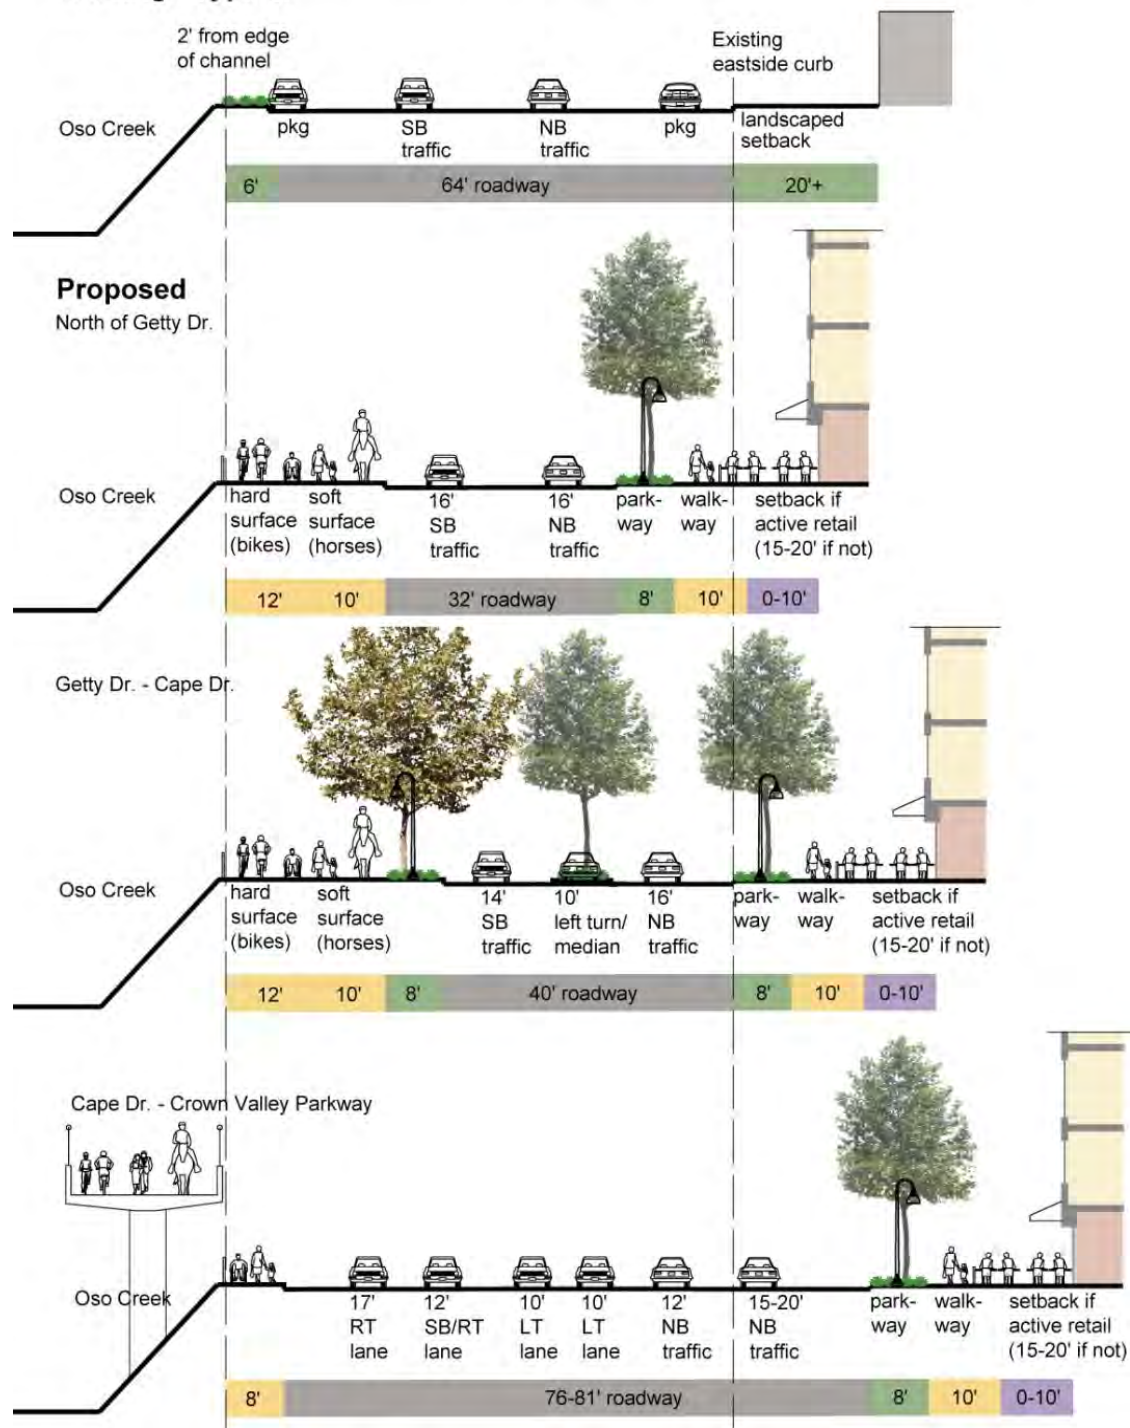 2' from edge
of channel
Existing
eastside curb
Oso Creek
pkg
SB
traffic
NB
traffic
pkg
landscaped
setback
6'
64' roadway
20'+
Proposed
North of Getty Dr.
Oso Creek
hard
surface
(bikes)
soft
surface
(horses)
16'
SB
traffic
16'
NB
traffic
park-
way
walk-
way
setback if
active retail
(15-20' if not)
12'
10'
32' roadway
8'
10'
0-10'
Getty Dr. - Cape Dr.
Oso Creek
hard
surface
(bikes)
soft
surface
(horses)
14'
SB
traffic
10'
left turn/
median
16'
NB
traffic
park-
way
walk-
way
setback if
active retail
(15-20' if not)
12'
10'
8'
40' roadway
8'
10'
0-10'
Cape Dr. - Crown Valley Parkway
Oso Creek
17'
RT
lane
12'
SB/RT
lane
10'
LT
lane
10'
LT
lane
12'
NB
traffic
15-20'
NB
traffic
park-
way
walk-
way
setback if
active retail
(15-20' if not)
8'
76-81' roadway
8'
10'
0-10'